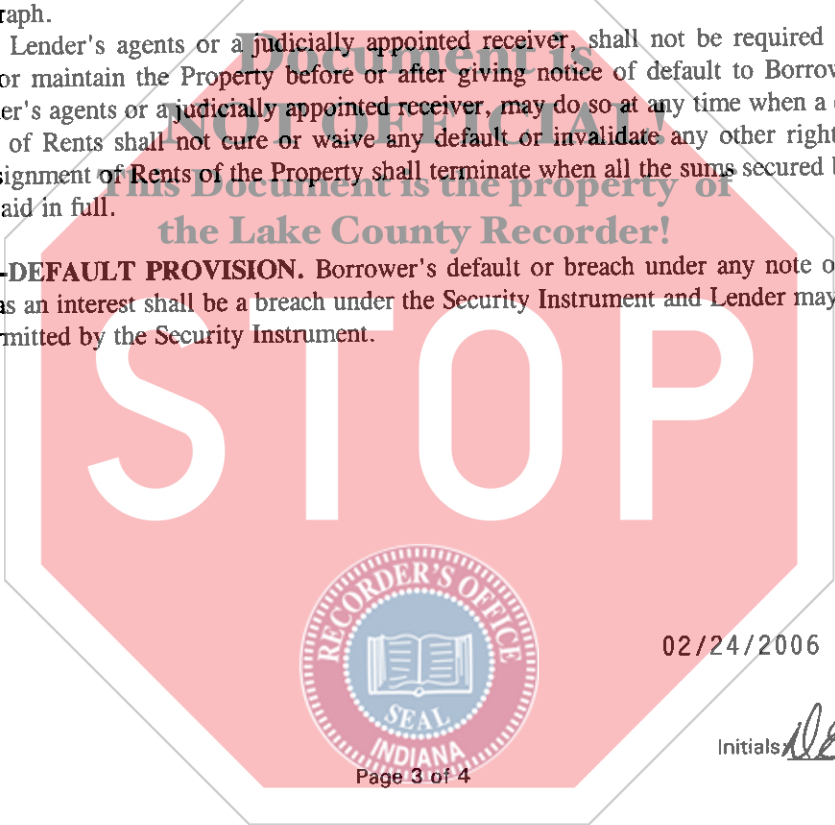 raph.
Lender's agents or a judicially appointed receiver, shall not be required
or maintain the Property before or after giving notice of default to Borrow
er's agents or a judicially appointed receiver, may do so at any time when a
of Rents shall not cure or waive any default or invalidate any other right
signment of Rents of the Property shall terminate when all the sums secured b
aid in full.
Document is
NOT OFFICIAL!
This Document is the property of
the Lake County Recorder!
-DEFAULT PROVISION. Borrower's default or breach under any note o
as an interest shall be a breach under the Security Instrument and Lender may
rmitted by the Security Instrument.
STOP
RECORDER'S OFFICE
SEAL
INDIANA
02/24/2006
Initials:
Page 3 of 4